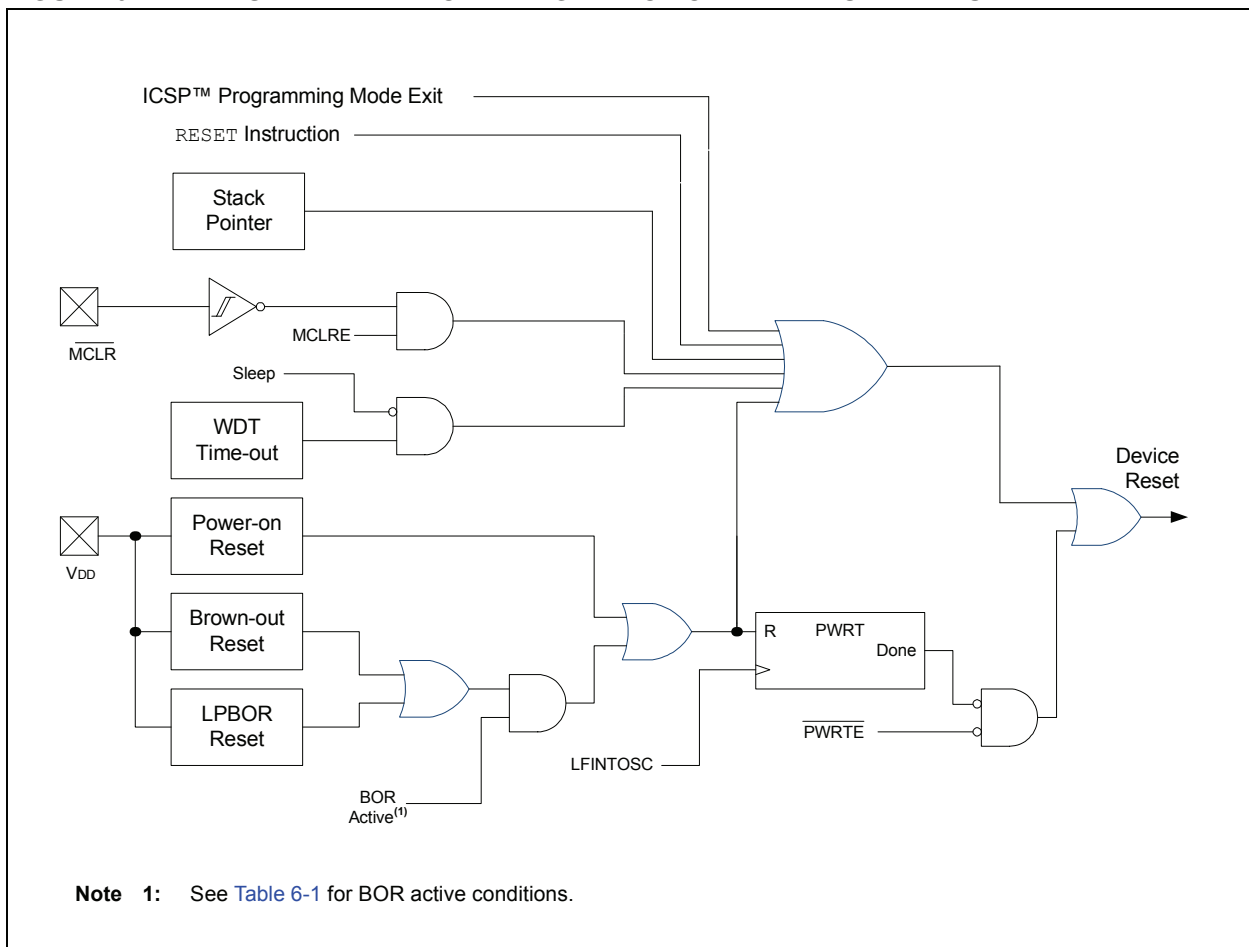 ICSP™ Programming Mode Exit
RESET Instruction
Stack
Pointer
MCLR
MCLRE
Sleep
WDT
Time-out
Device
Reset
VDD
Power-on
Reset
Brown-out
Reset
LPBOR
Reset
R PWRT
Done
PWRTE
LFINTOSC
BOR
Active(1)
Note 1: See Table 6-1 for BOR active conditions.